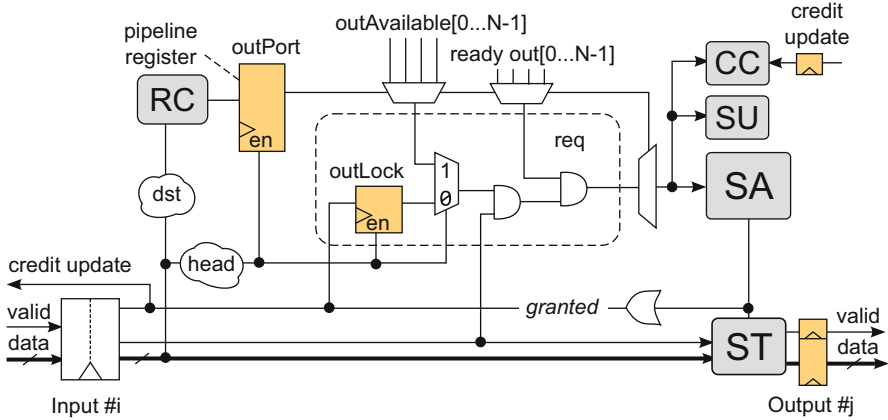 outAvailable[0...N-1]
credit
update
pipeline
register
outPort
ready out[0...N-1]
CC
RC
en
SU
req
outLock
1
0
SA
dst
en
head
credit update
granted
valid
data
ST
valid
data
Input #i
Output #j